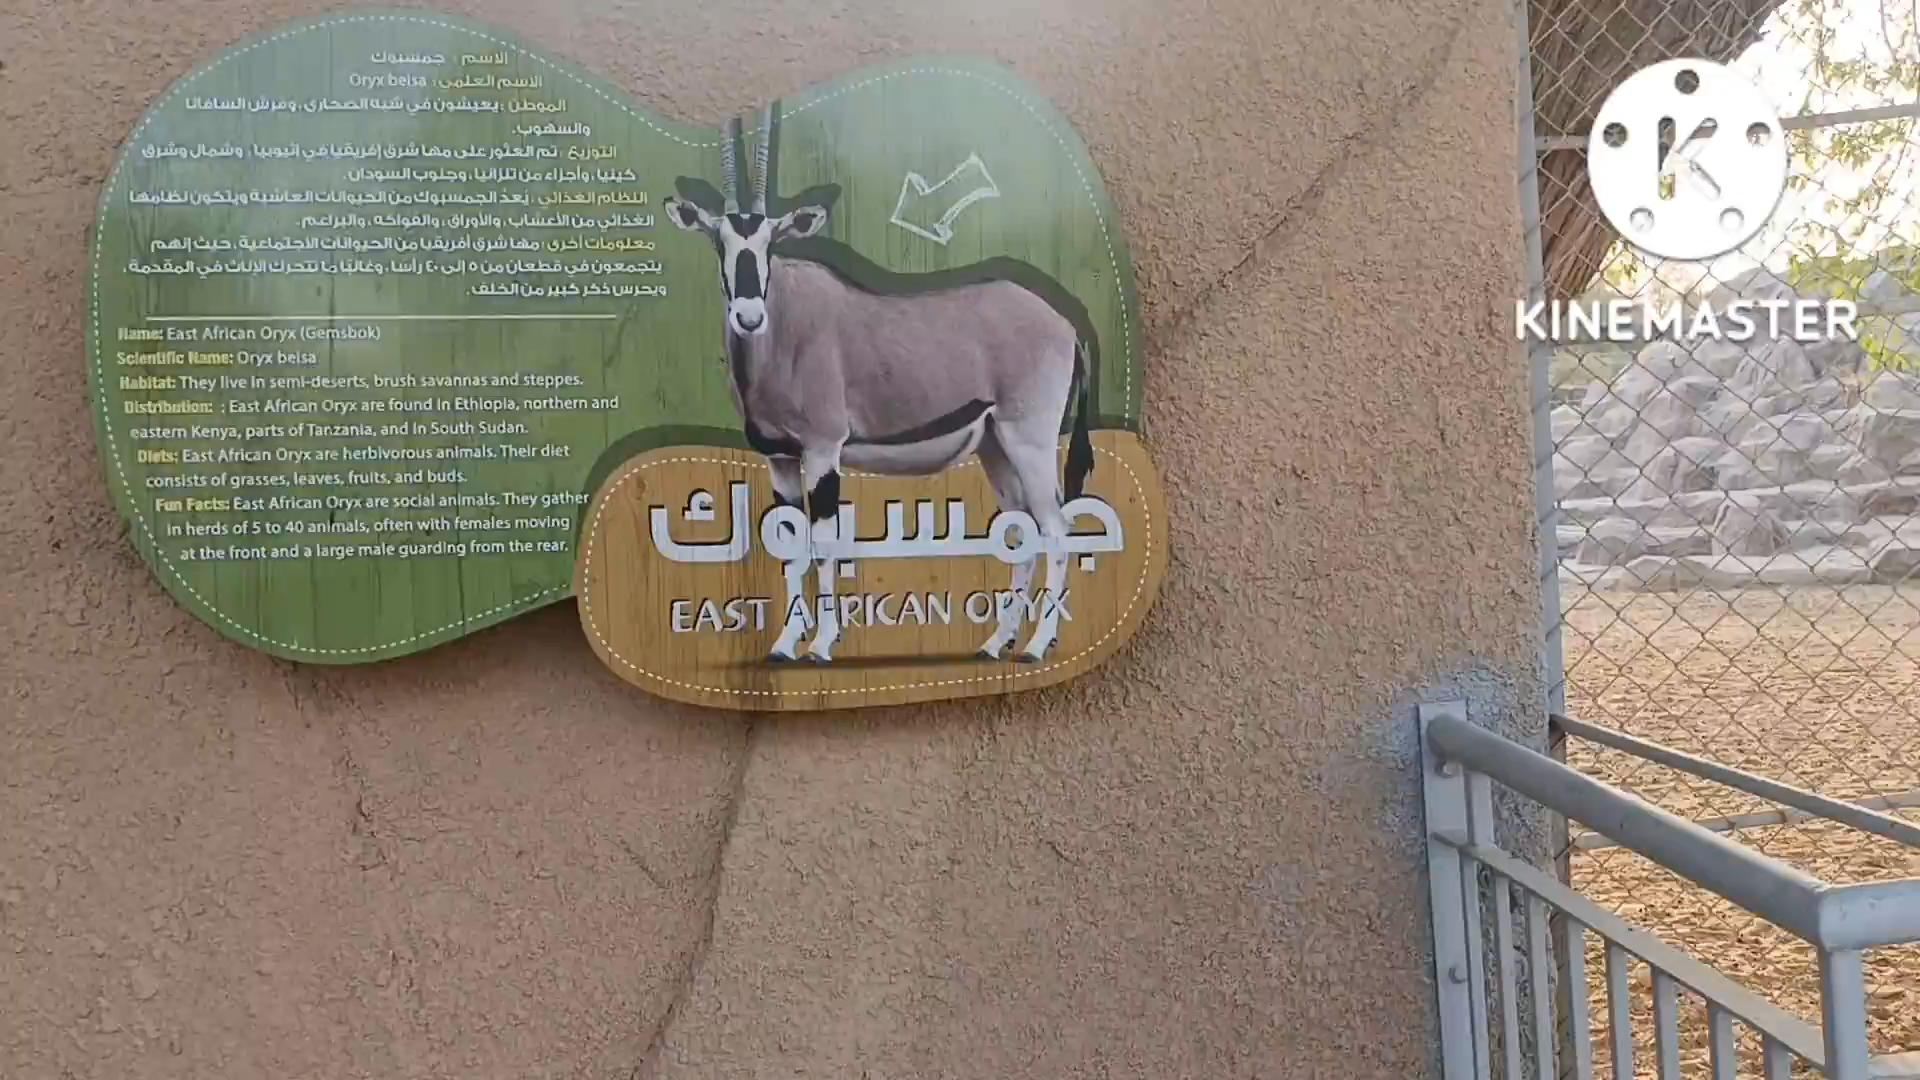 الاسم : جمسبوك
الاسم العلمي : Oryx beisa
الموطن : يعيشون في شبه الصحارى، وفرش السافانا
والسهوب.
التوزيع : تم العثور على مها شرق إفريقيا في إثيوبيا، وشمال وشرق
كينيا، وأجزاء من تنزانيا، وجنوب السودان.
النظام الغذائي : يُعدّ الجمسبوك من الحيوانات العاشبة ويتكون نظامها
الغذائي من الأعشاب، والأوراق، والفواكه، والبراعم.
معلومات أخرى : مها شرق أفريقيا من الحيوانات الاجتماعية، حيث إنهم
يتجمعون في قطعان من ٥ إلى ٤٠ رأسا، وغالبًا ما تتحرك الإناث في المقدمة،
ويحرس ذكر كبير من الخلف.
Name: East African Oryx (Gemsbok)
Scientific Name: Oryx beisa
Habitat: They live in semi-deserts, brush savannas and steppes.
Distribution: : East African Oryx are found in Ethiopia, northern and
eastern Kenya, parts of Tanzania, and in South Sudan.
Diets: East African Oryx are herbivorous animals. Their diet
consists of grasses, leaves, fruits, and buds.
Fun Facts: East African Oryx are social animals. They gather
in herds of 5 to 40 animals, often with females moving
at the front and a large male guarding from the rear.
جمسبوك
EAST AFRICAN ORYX
K
KINEMASTER